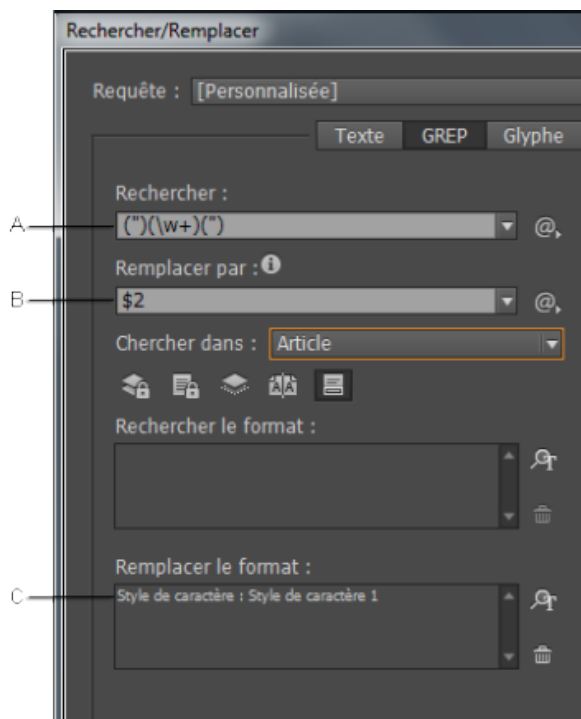 Rechercher/Remplacer
Requête : [Personnalisée]
Texte GREP Glyphe
Rechercher :
A (")(\w+)(") @
Remplacer par :
B $2 @
Chercher dans : Article
Rechercher le format :
Remplacer le format :
C Style de caractère : Style de caractère 1